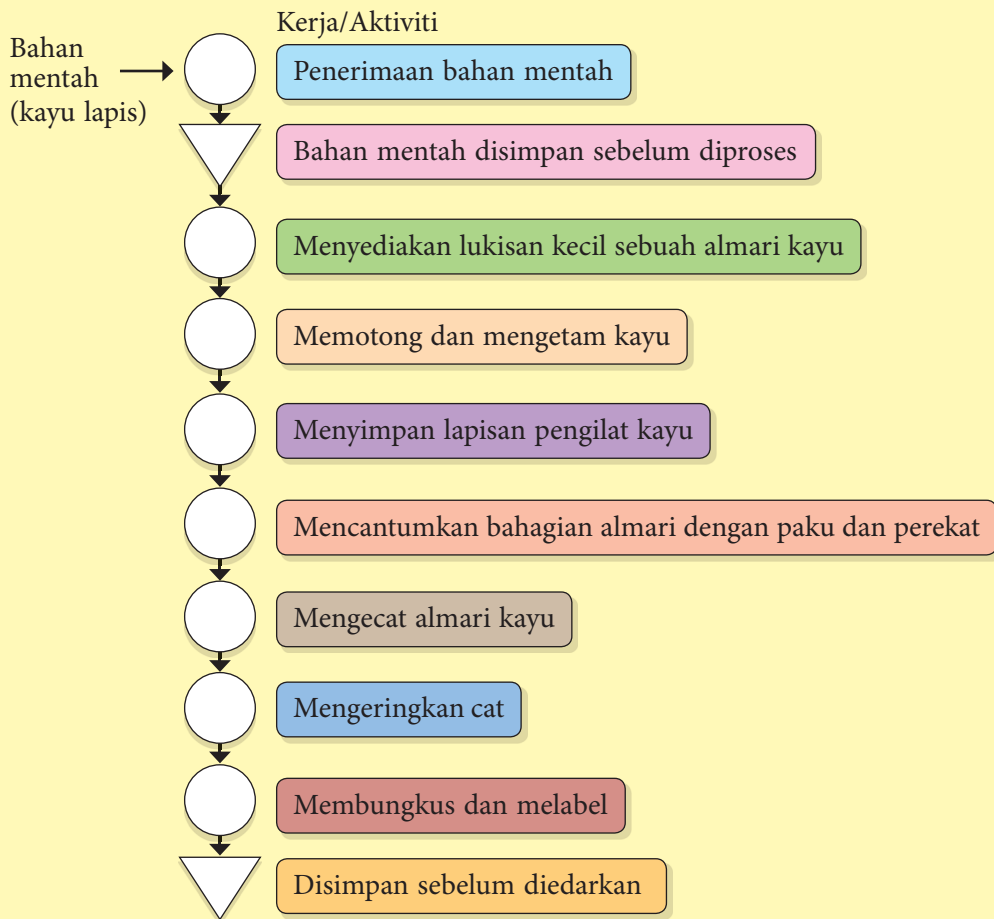 Kerja/Aktiviti
Bahan
mentah
(kayu lapis)
Penerimaan bahan mentah
Bahan mentah disimpan sebelum diproses
Menyediakan lukisan kecil sebuah almari kayu
Memotong dan mengetam kayu
Menyimpan lapisan pengilat kayu
Mencantumkan bahagian almari dengan paku dan perekat
Mengecat almari kayu
Mengeringkan cat
Membungkus dan melabel
Disimpan sebelum diedarkan